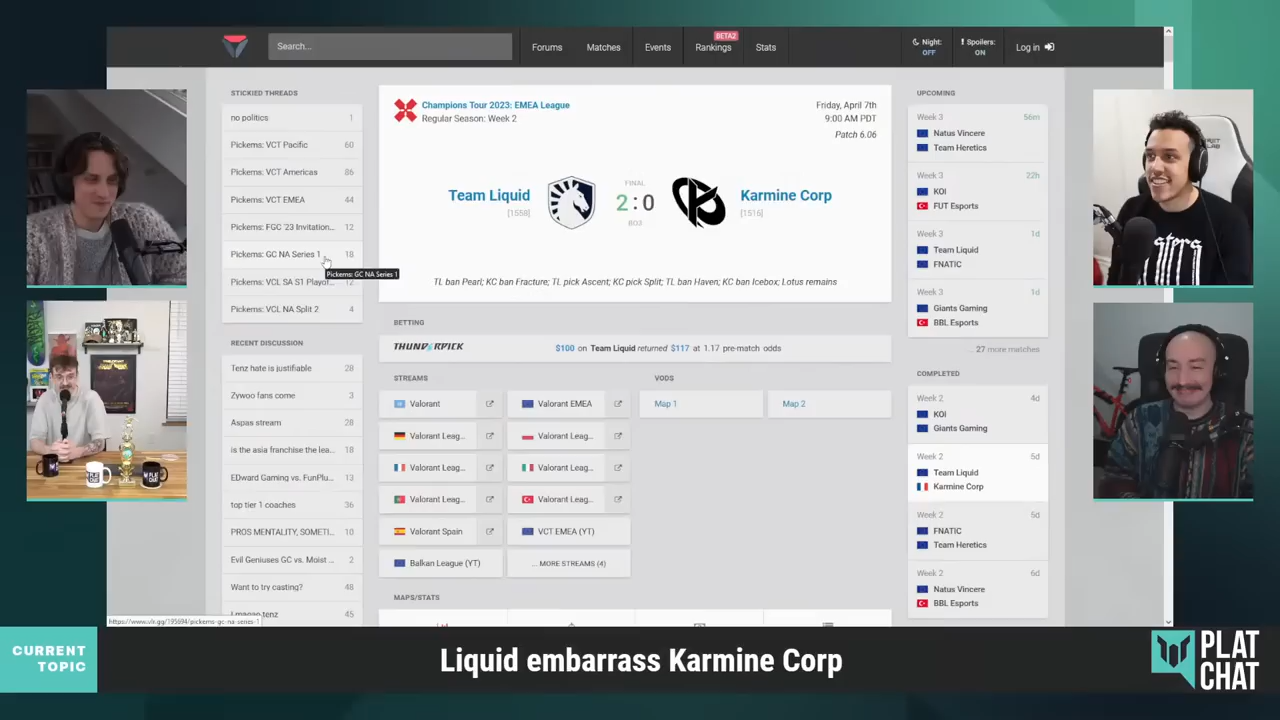 Search...
Forums
Matches
Events
BETA2
Rankings
Stats
Night:
OFF
Spoilers:
ON
Log in
STICKIED THREADS
no politics 1
Pickems: VCT Pacific 60
Pickems: VCT Americas 86
Pickems: VCT EMEA 44
Pickems: FGC '23 Invitation... 12
Pickems: GC NA Series 1 18
Pickems: GC NA Series 1
Pickems: VCL SA S1 Playof... 12
Pickems: VCL NA Split 2 4
RECENT DISCUSSION
Tenz hate is justifiable 28
Zywoo fans come 3
Aspas stream 28
is the asia franchise the lea... 18
EDward Gaming vs. FunPlu... 13
top tier 1 coaches 36
PROS MENTALITY, SOMETI... 10
Evil Geniuses GC vs. Moist ... 2
Want to try casting? 48
Lmagao tenz 45
https://www.vlr.gg/195694/pickems-gc-na-series-1
Champions Tour 2023: EMEA League
Regular Season: Week 2
Friday, April 7th
9:00 AM PDT
Patch 6.06
Team Liquid
[1558]
FINAL
2 : 0
BO3
Karmine Corp
[1516]
TL ban Pearl; KC ban Fracture; TL pick Ascent; KC pick Split; TL ban Haven; KC ban Icebox; Lotus remains
BETTING
THUNDERPICK
$100 on Team Liquid returned $117 at 1.17 pre-match odds
STREAMS
Valorant
Valorant EMEA
Valorant Leag...
Valorant Leag...
Valorant Leag...
Valorant Leag...
Valorant Leag...
Valorant Leag...
Valorant Spain
VCT EMEA (YT)
Balkan League (YT)
... MORE STREAMS (4)
VODS
Map 1
Map 2
MAPS/STATS
UPCOMING
Week 3 56m
Natus Vincere
Team Heretics
Week 3 22h
KOI
FUT Esports
Week 3 1d
Team Liquid
FNATIC
Week 3 1d
Giants Gaming
BBL Esports
... 27 more matches
COMPLETED
Week 2 4d
KOI
Giants Gaming
Week 2 5d
Team Liquid
Karmine Corp
Week 2 5d
FNATIC
Team Heretics
Week 2 6d
Natus Vincere
BBL Esports
CURRENT
TOPIC
Liquid embarrass Karmine Corp
PLAT
CHAT